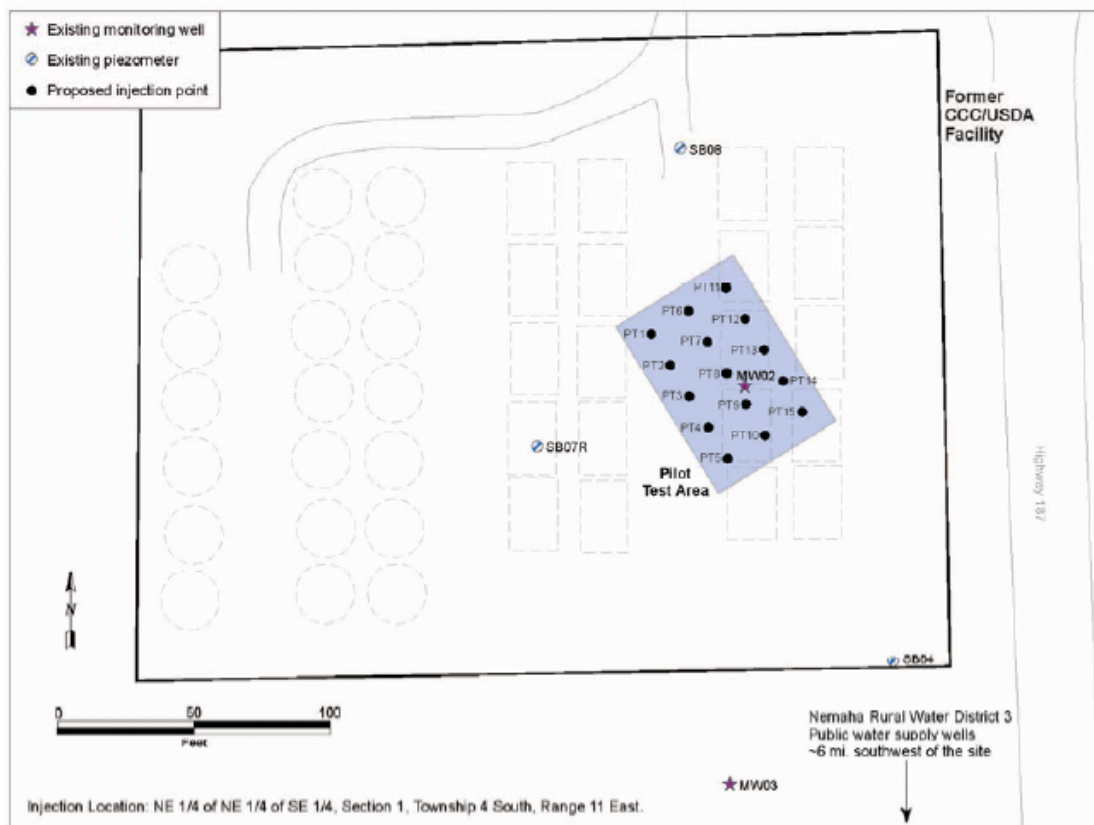 Existing monitoring well
Existing piezometer
Proposed injection point
Former
CCC/USDA
Facility
SB08
PT11
PT6
PT12
PT1
PT7
PT13
PT2
PT8
MW02
PT14
PT3
PT9
PT15
PT4
PT10
SB07R
PT5
Pilot
Test Area
Highway 187
N
SB04
0 50 100
Feet
Nemaha Rural Water District 3
Public water supply wells
~6 mi. southwest of the site
MW03
Injection Location: NE 1/4 of NE 1/4 of SE 1/4, Section 1, Township 4 South, Range 11 East.